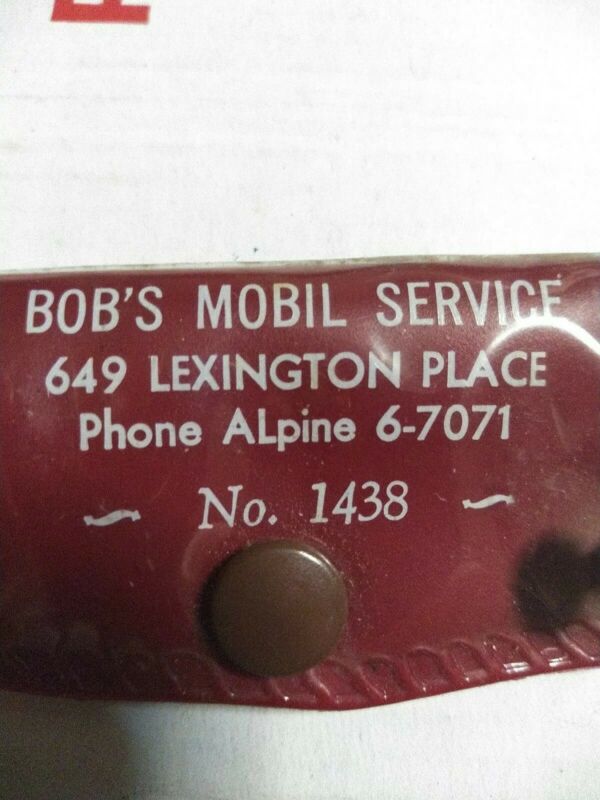 BOB'S MOBIL SERVICE
649 LEXINGTON PLACE
Phone ALpine 6-7071
No. 1438